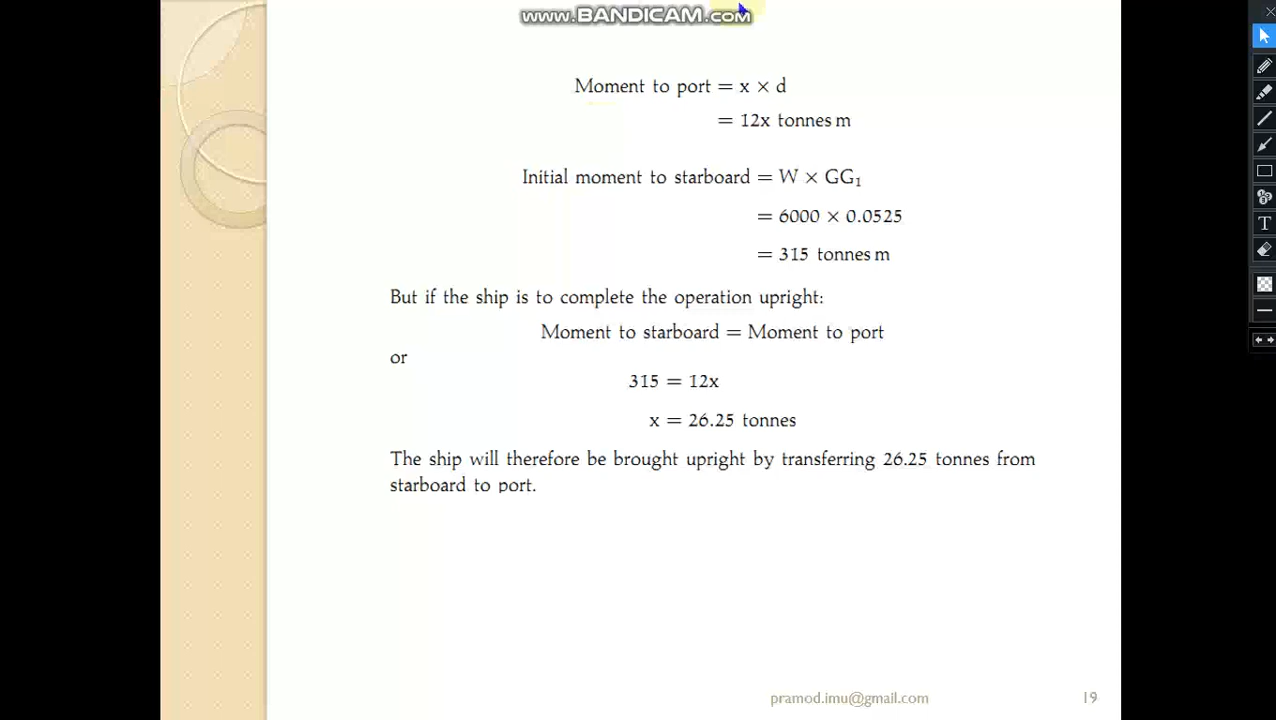 www.BANDICAM.com
Moment to port = x × d
= 12x tonnes m
Initial moment to starboard = W × GG₁
= 6000 × 0.0525
= 315 tonnes m
But if the ship is to complete the operation upright:
Moment to starboard = Moment to port
or
315 = 12x
x = 26.25 tonnes
The ship will therefore be brought upright by transferring 26.25 tonnes from
starboard to port.
pramod.imu@gmail.com 19